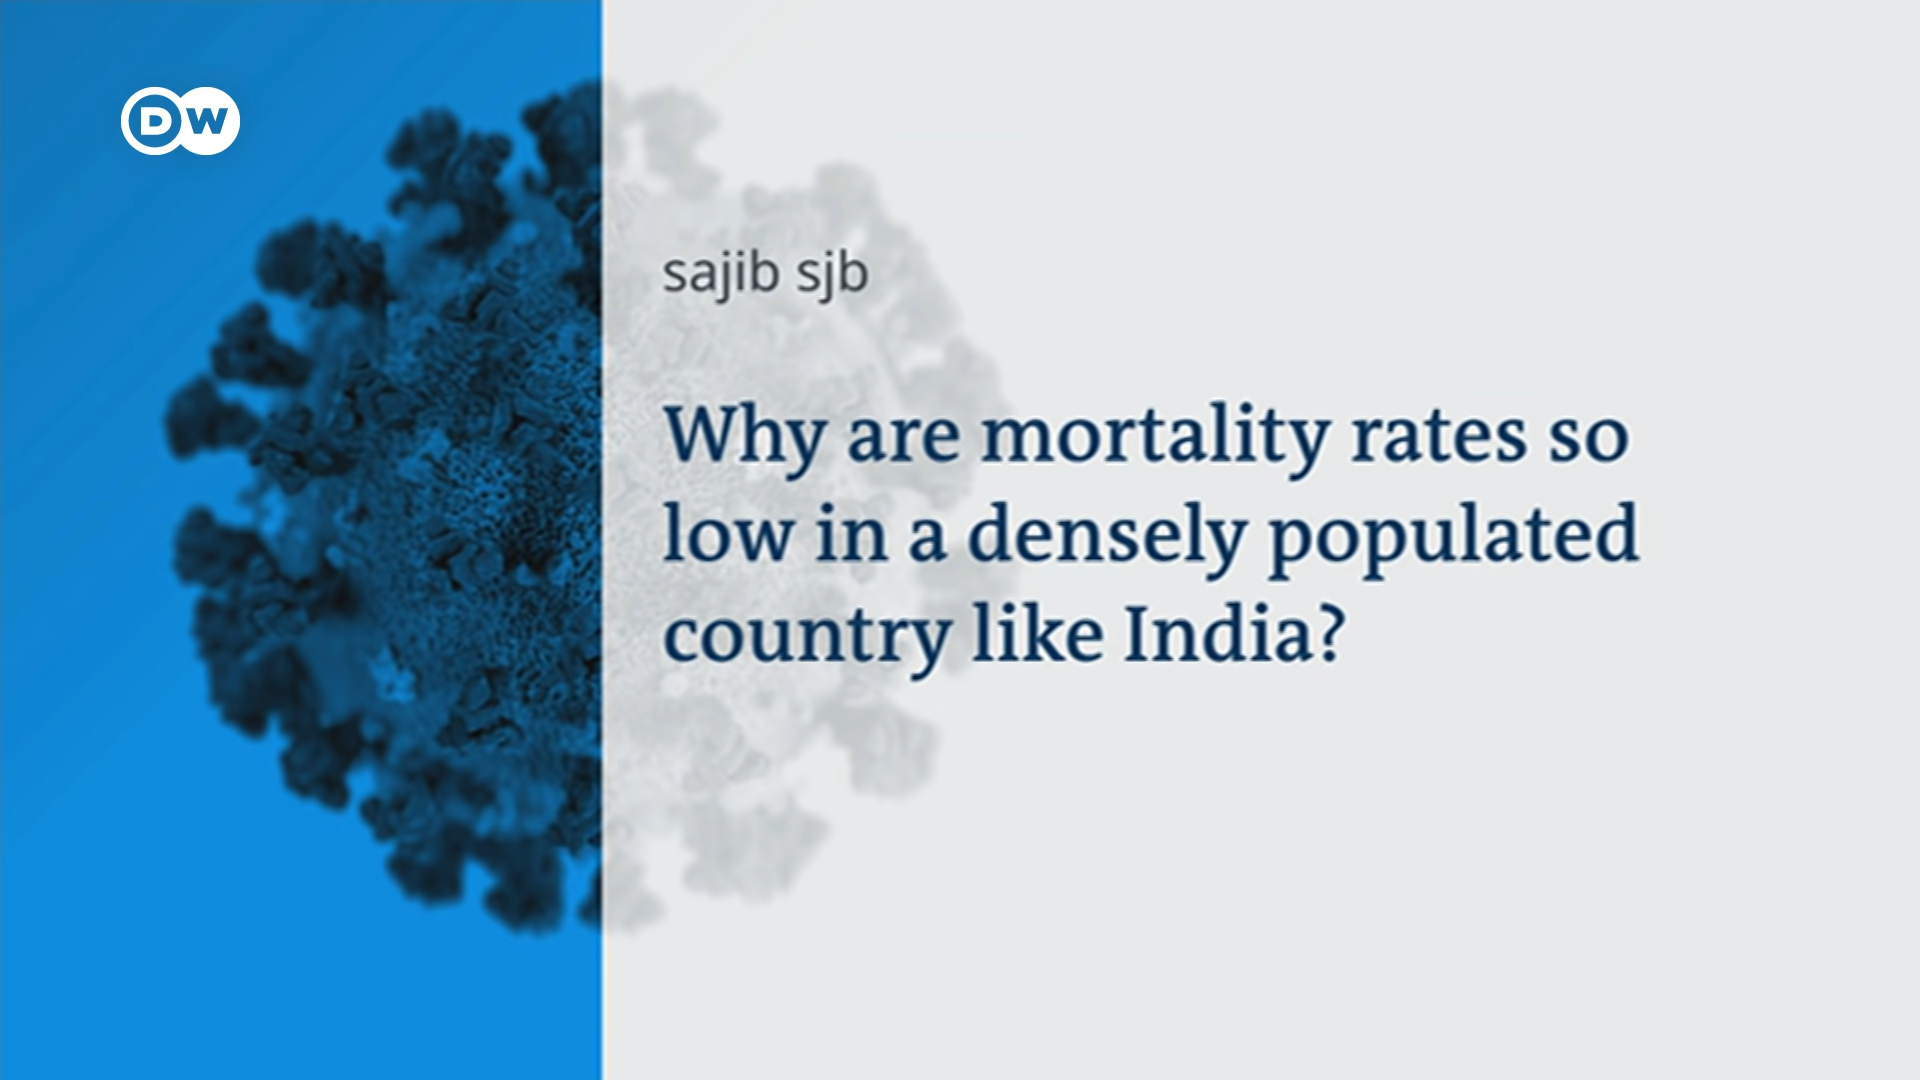 DW
sajib sjb
Why are mortality rates so
low in a densely populated
country like India?